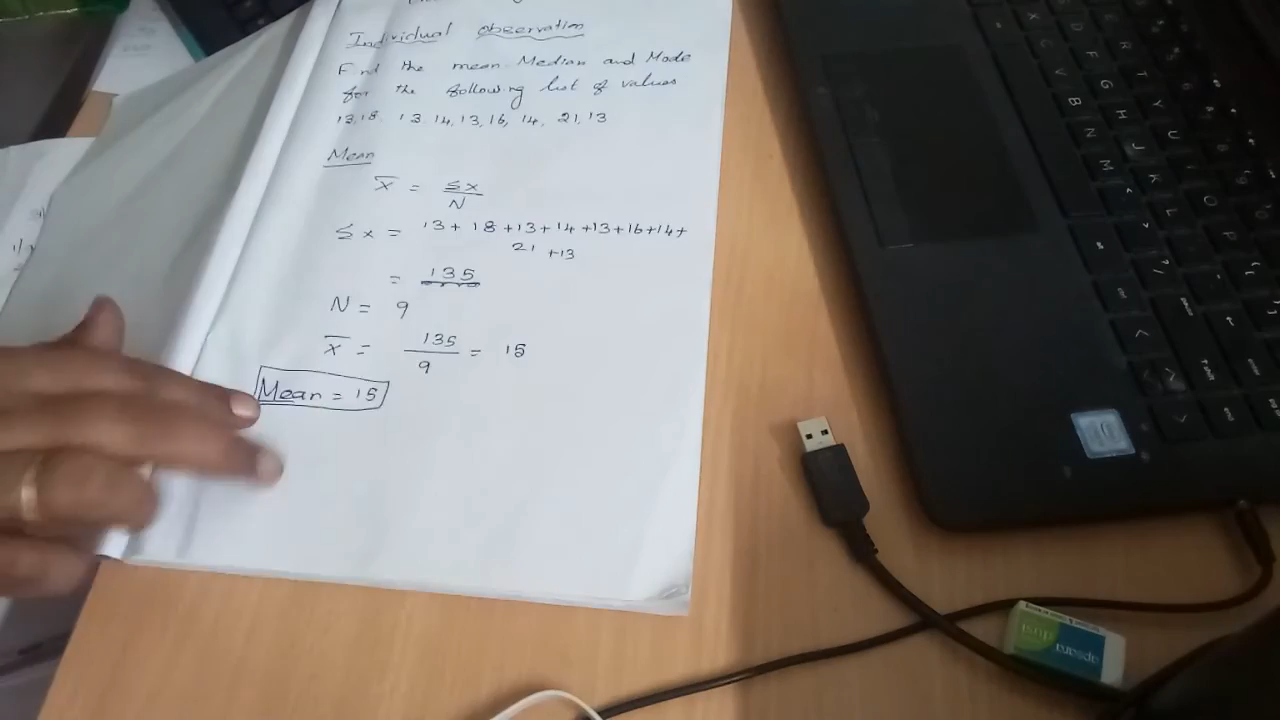 Individual observation
Find the mean Median and Mode
for the following list of values
13,18, 13, 14, 13, 16, 14, 21, 13
Mean
x̄ = Σx/N
Σx = 13 + 18 + 13 + 14 + 13 + 16 + 14 +
21 + 13
= 135
N = 9
x̄ = 135/9 = 15
Mean = 15
apsara